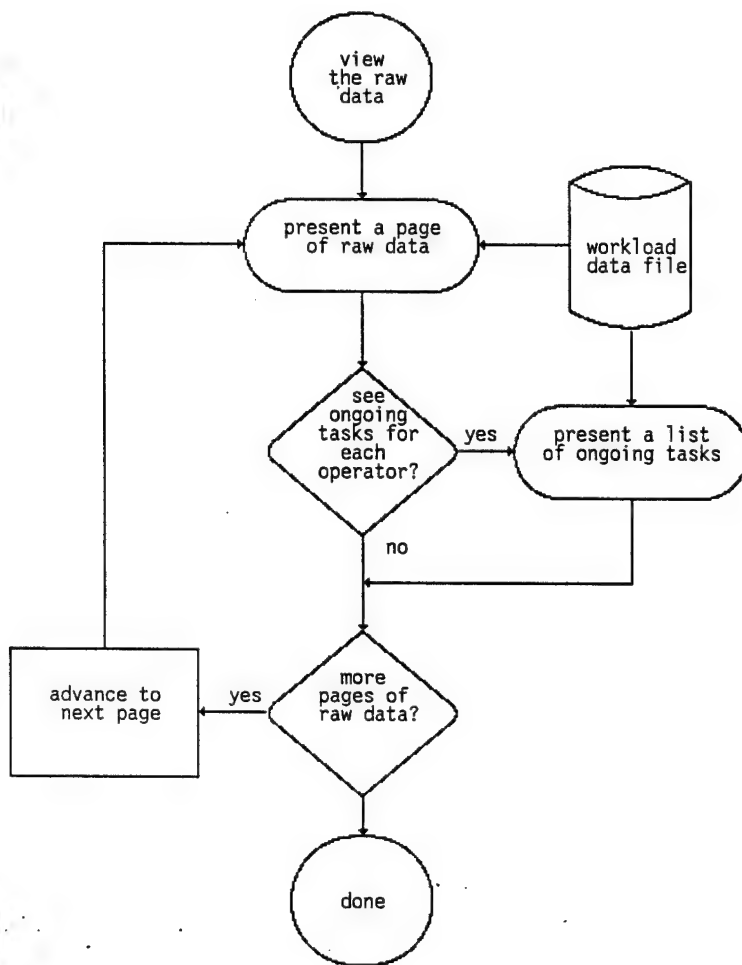 view
the raw
data
present a page
of raw data
workload
data file
see
ongoing
tasks for
each
operator?
yes
present a list
of ongoing tasks
no
more
pages of
raw data?
yes
advance to
next page
done